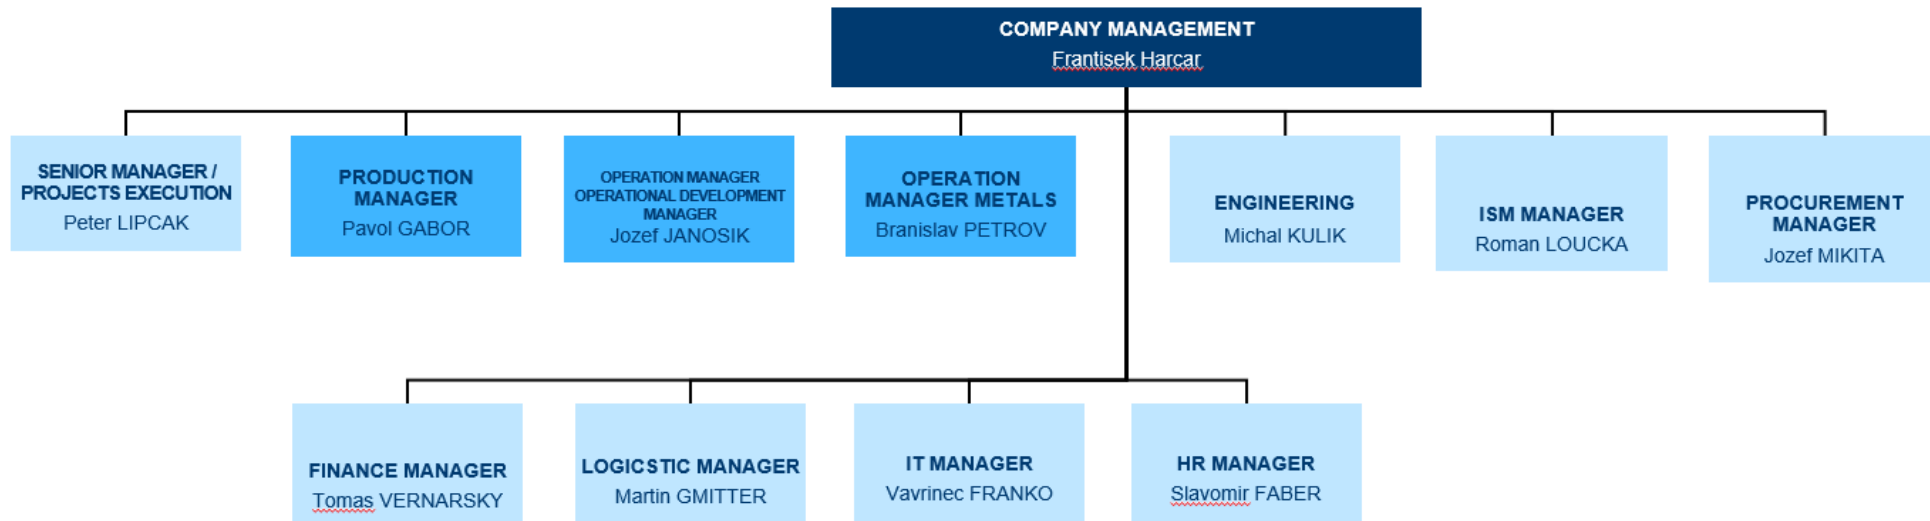 COMPANY MANAGEMENT
Frantisek Harcar
SENIOR MANAGER /
PROJECTS EXECUTION
Peter LIPCAK
PRODUCTION
MANAGER
Pavol GABOR
OPERATION MANAGER
OPERATIONAL DEVELOPMENT
MANAGER
Jozef JANOSIK
OPERATION
MANAGER METALS
Branislav PETROV
ENGINEERING
Michal KULIK
ISM MANAGER
Roman LOUCKA
PROCUREMENT
MANAGER
Jozef MIKITA
FINANCE MANAGER
Tomas VERNARSKY
LOGICSTIC MANAGER
Martin GMITTER
IT MANAGER
Vavrinec FRANKO
HR MANAGER
Slavomir FABER